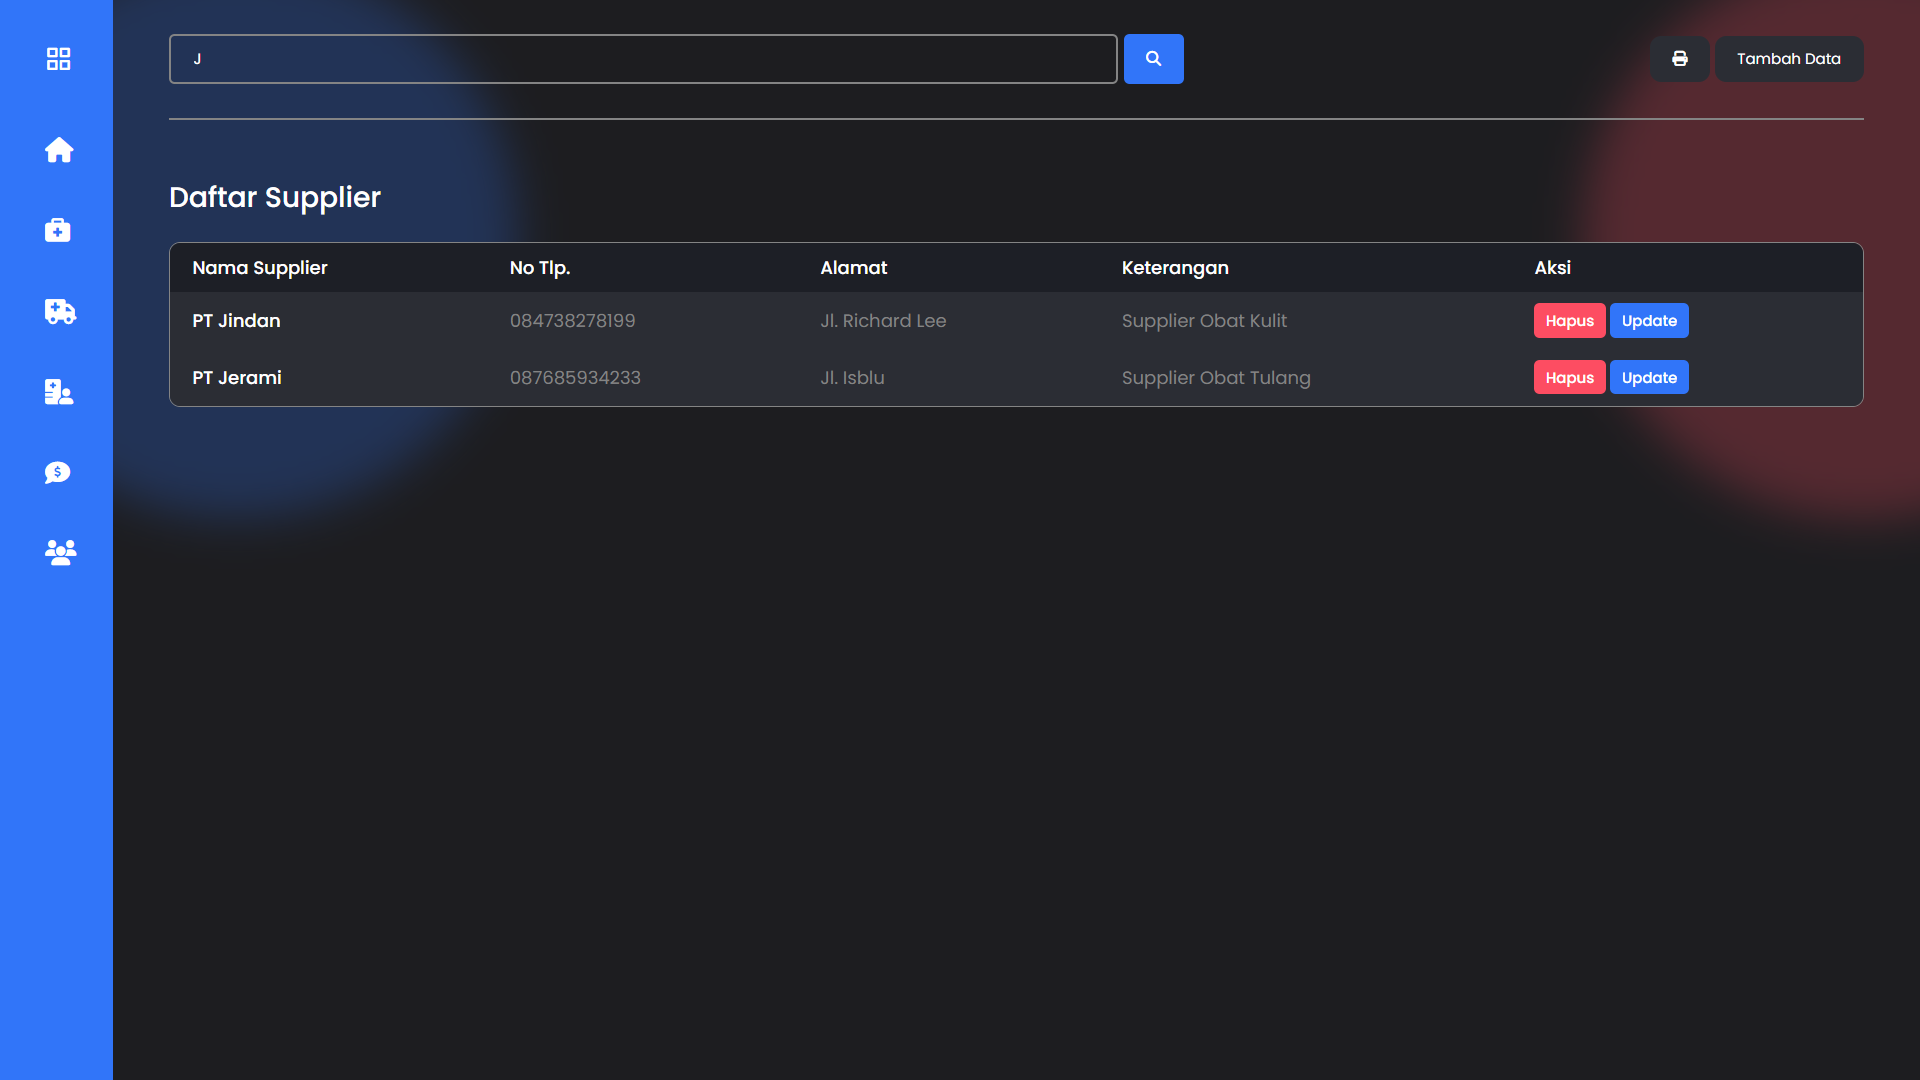 J
Tambah Data
Daftar Supplier
Nama Supplier No Tlp. Alamat Keterangan Aksi
PT Jindan 084738278199 Jl. Richard Lee Supplier Obat Kulit Hapus Update
PT Jerami 087685934233 Jl. Isblu Supplier Obat Tulang Hapus Update